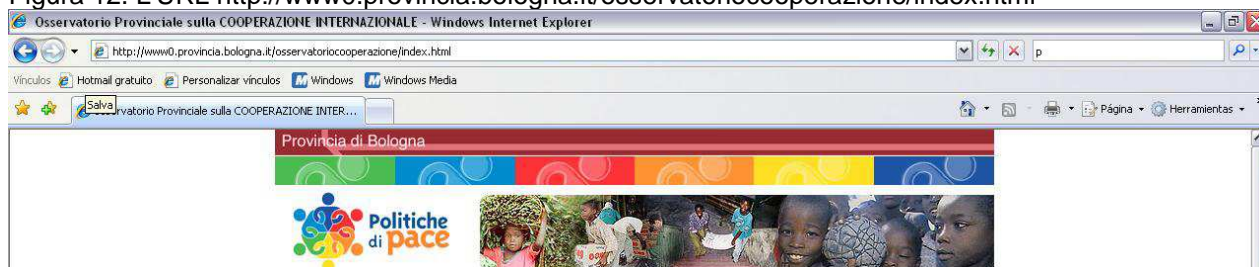 Figura 12. L'URL http://www0.provincia.bologna.it/osservatoriocooperazione/index.html
Osservatorio Provinciale sulla COOPERAZIONE INTERNAZIONALE - Windows Internet Explorer
http://www0.provincia.bologna.it/osservatoriocooperazione/index.html p
Vínculos Hotmail gratuito Personalizar vínculos Windows Windows Media
Salva rvatorio Provinciale sulla COOPERAZIONE INTER... Página Herramientas
Provincia di Bologna
Politiche
di pace